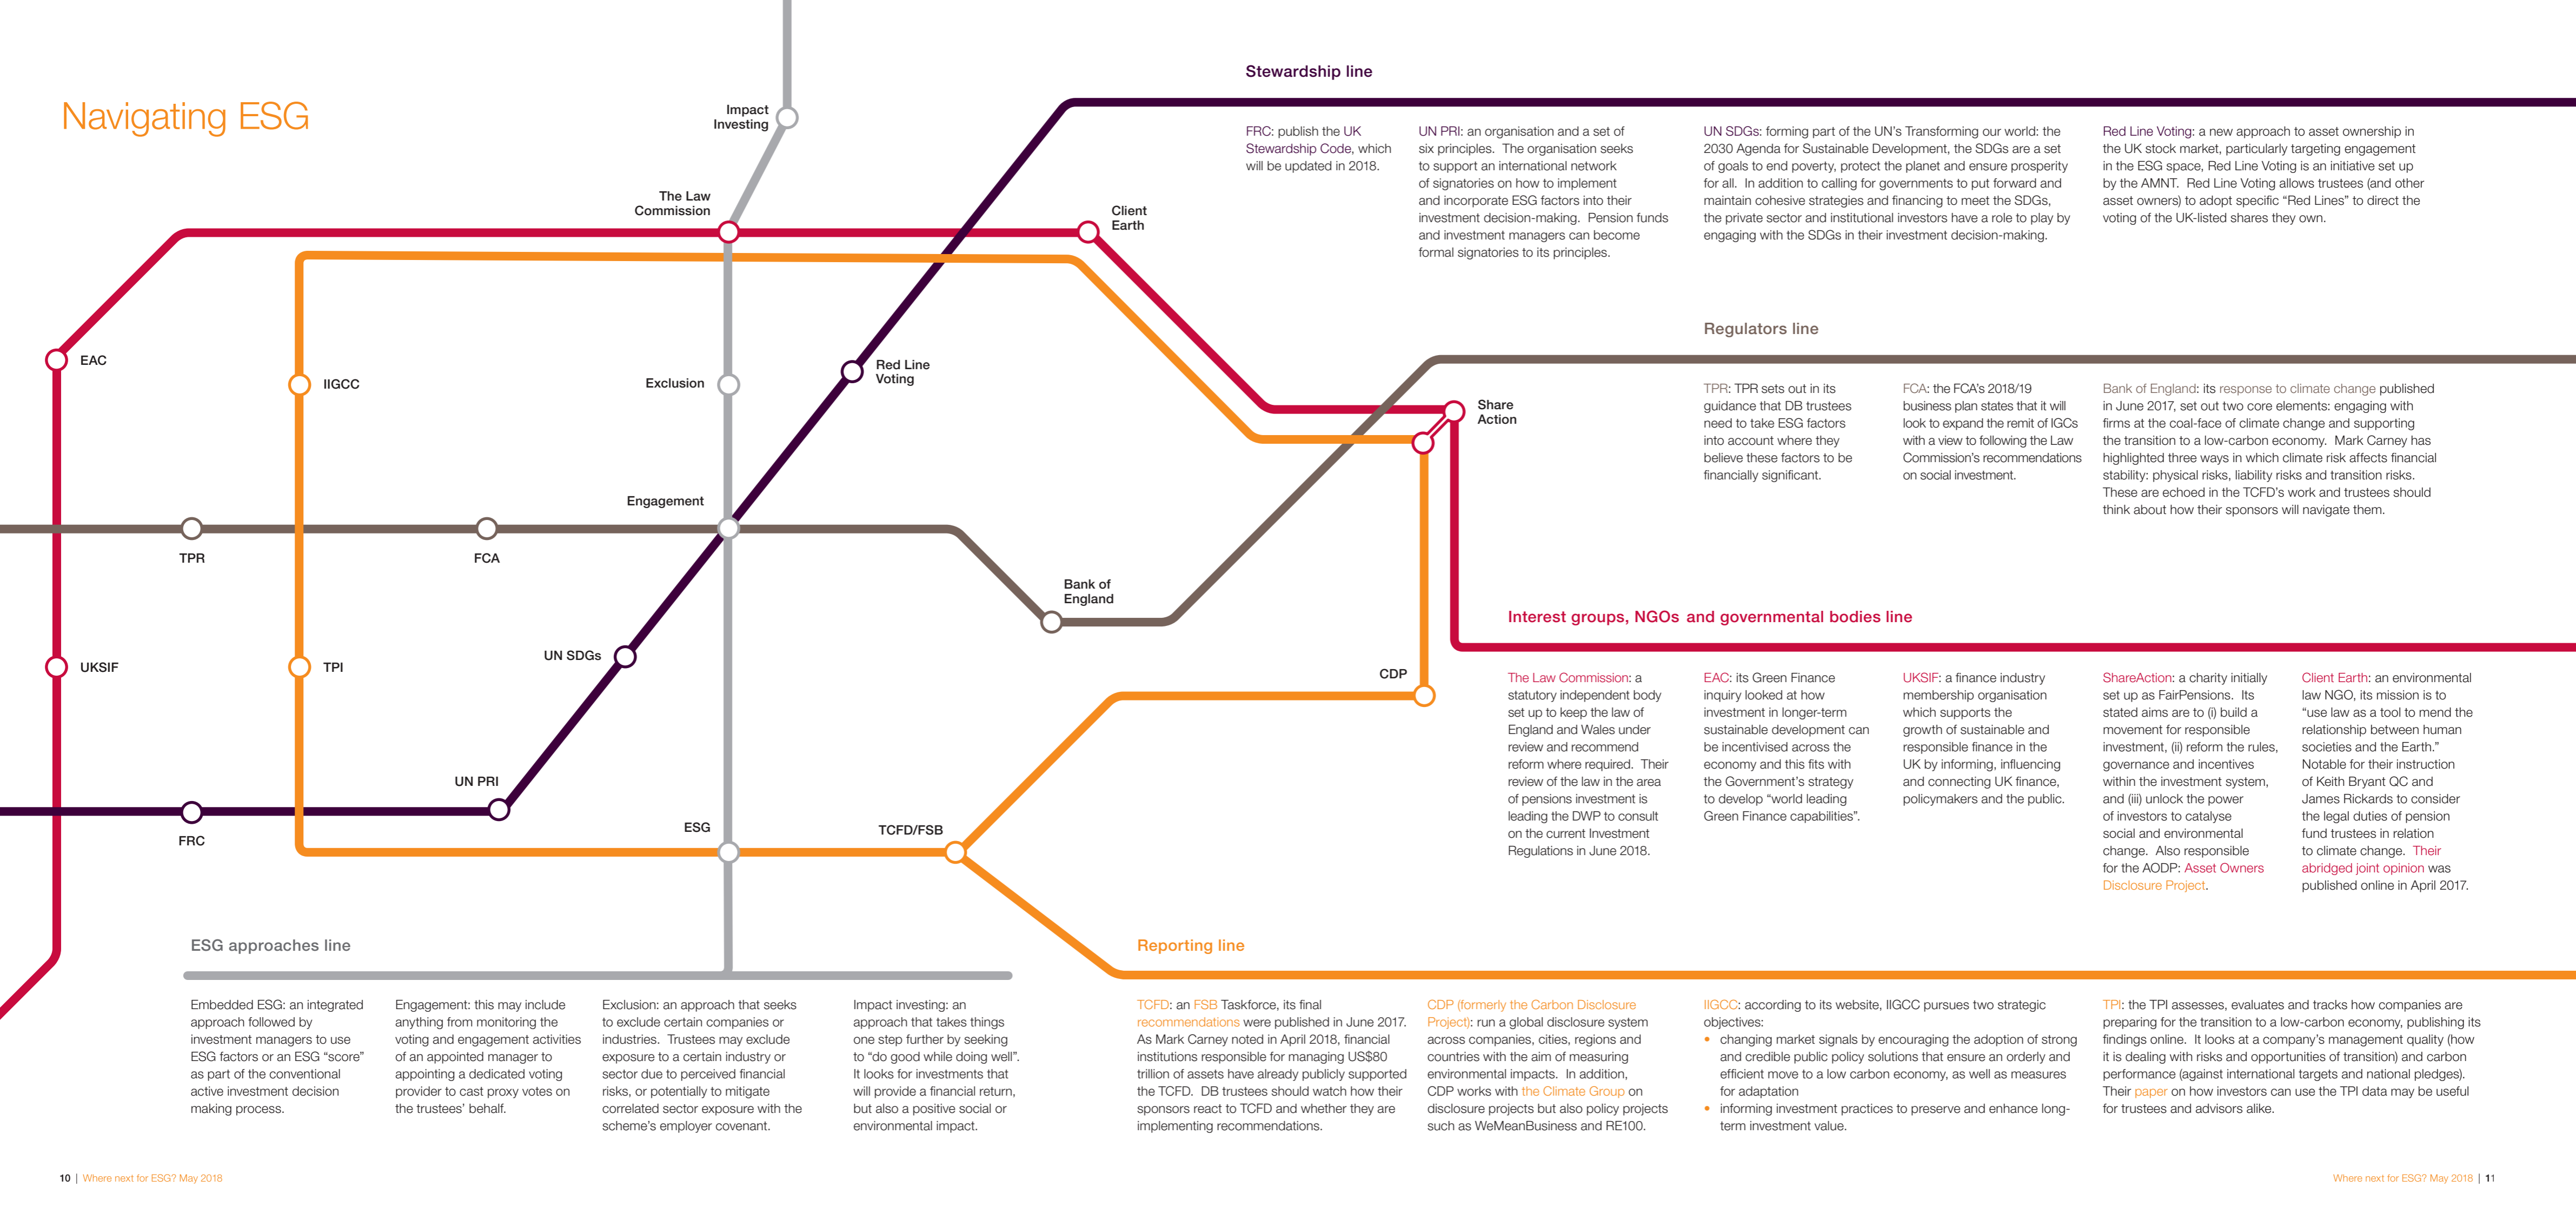 Navigating ESG
Impact
Investing
The Law
Commission
Client
Earth
EAC
IIGCC
Exclusion
Red Line
Voting
Share
Action
Engagement
TPR
FCA
Bank of
England
UKSIF
TPI
UN SDGs
CDP
UN PRI
FRC
ESG
TCFD/FSB
Stewardship line
FRC: publish the UK
Stewardship Code, which
will be updated in 2018.
UN PRI: an organisation and a set of
six principles. The organisation seeks
to support an international network
of signatories on how to implement
and incorporate ESG factors into their
investment decision-making. Pension funds
and investment managers can become
formal signatories to its principles.
UN SDGs: forming part of the UN's Transforming our world: the
2030 Agenda for Sustainable Development, the SDGs are a set
of goals to end poverty, protect the planet and ensure prosperity
for all. In addition to calling for governments to put forward and
maintain cohesive strategies and financing to meet the SDGs,
the private sector and institutional investors have a role to play by
engaging with the SDGs in their investment decision-making.
Red Line Voting: a new approach to asset ownership in
the UK stock market, particularly targeting engagement
in the ESG space, Red Line Voting is an initiative set up
by the AMNT. Red Line Voting allows trustees (and other
asset owners) to adopt specific “Red Lines” to direct the
voting of the UK-listed shares they own.
Regulators line
TPR: TPR sets out in its
guidance that DB trustees
need to take ESG factors
into account where they
believe these factors to be
financially significant.
FCA: the FCA's 2018/19
business plan states that it will
look to expand the remit of IGCs
with a view to following the Law
Commission's recommendations
on social investment.
Bank of England: its response to climate change published
in June 2017, set out two core elements: engaging with
firms at the coal-face of climate change and supporting
the transition to a low-carbon economy. Mark Carney has
highlighted three ways in which climate risk affects financial
stability: physical risks, liability risks and transition risks.
These are echoed in the TCFD's work and trustees should
think about how their sponsors will navigate them.
Interest groups, NGOs and governmental bodies line
The Law Commission: a
statutory independent body
set up to keep the law of
England and Wales under
review and recommend
reform where required. Their
review of the law in the area
of pensions investment is
leading the DWP to consult
on the current Investment
Regulations in June 2018.
EAC: its Green Finance
inquiry looked at how
investment in longer-term
sustainable development can
be incentivised across the
economy and this fits with
the Government's strategy
to develop “world leading
Green Finance capabilities”.
UKSIF: a finance industry
membership organisation
which supports the
growth of sustainable and
responsible finance in the
UK by informing, influencing
and connecting UK finance,
policymakers and the public.
ShareAction: a charity initially
set up as FairPensions. Its
stated aims are to (i) build a
movement for responsible
investment, (ii) reform the rules,
governance and incentives
within the investment system,
and (iii) unlock the power
of investors to catalyse
social and environmental
change. Also responsible
for the AODP: Asset Owners
Disclosure Project.
Client Earth: an environmental
law NGO, its mission is to
“use law as a tool to mend the
relationship between human
societies and the Earth.”
Notable for their instruction
of Keith Bryant QC and
James Rickards to consider
the legal duties of pension
fund trustees in relation
to climate change. Their
abridged joint opinion was
published online in April 2017.
ESG approaches line
Embedded ESG: an integrated
approach followed by
investment managers to use
ESG factors or an ESG “score”
as part of the conventional
active investment decision
making process.
Engagement: this may include
anything from monitoring the
voting and engagement activities
of an appointed manager to
appointing a dedicated voting
provider to cast proxy votes on
the trustees' behalf.
Exclusion: an approach that seeks
to exclude certain companies or
industries. Trustees may exclude
exposure to a certain industry or
sector due to perceived financial
risks, or potentially to mitigate
correlated sector exposure with the
scheme's employer covenant.
Impact investing: an
approach that takes things
one step further by seeking
to “do good while doing well”.
It looks for investments that
will provide a financial return,
but also a positive social or
environmental impact.
Reporting line
TCFD: an FSB Taskforce, its final
recommendations were published in June 2017.
As Mark Carney noted in April 2018, financial
institutions responsible for managing US$80
trillion of assets have already publicly supported
the TCFD. DB trustees should watch how their
sponsors react to TCFD and whether they are
implementing recommendations.
CDP (formerly the Carbon Disclosure
Project): run a global disclosure system
across companies, cities, regions and
countries with the aim of measuring
environmental impacts. In addition,
CDP works with the Climate Group on
disclosure projects but also policy projects
such as WeMeanBusiness and RE100.
IIGCC: according to its website, IIGCC pursues two strategic
objectives:
• changing market signals by encouraging the adoption of strong
and credible public policy solutions that ensure an orderly and
efficient move to a low carbon economy, as well as measures
for adaptation
• informing investment practices to preserve and enhance long-
term investment value.
TPI: the TPI assesses, evaluates and tracks how companies are
preparing for the transition to a low-carbon economy, publishing its
findings online. It looks at a company's management quality (how
it is dealing with risks and opportunities of transition) and carbon
performance (against international targets and national pledges).
Their paper on how investors can use the TPI data may be useful
for trustees and advisors alike.
10 | Where next for ESG? May 2018
Where next for ESG? May 2018 | 11